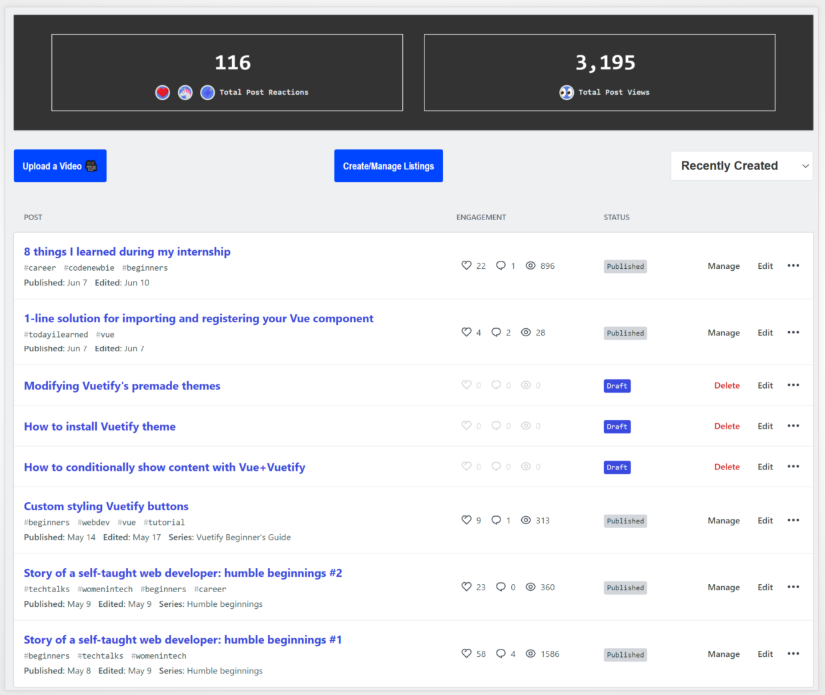 116
Total Post Reactions
3,195
Total Post Views
Upload a Video
Create/Manage Listings
Recently Created
POST ENGAGEMENT STATUS
8 things I learned during my internship
#career #codenewbie #beginners
Published: Jun 7 Edited: Jun 10
22 1 896 Published Manage Edit
1-line solution for importing and registering your Vue component
#todayilearned #vue
Published: Jun 7 Edited: Jun 7
4 2 28 Published Manage Edit
Modifying Vuetify's premade themes 0 0 0 Draft Delete Edit
How to install Vuetify theme 0 0 0 Draft Delete Edit
How to conditionally show content with Vue+Vuetify 0 0 0 Draft Delete Edit
Custom styling Vuetify buttons
#beginners #webdev #vue #tutorial
Published: May 14 Edited: May 17 Series: Vuetify Beginner's Guide
9 1 313 Published Manage Edit
Story of a self-taught web developer: humble beginnings #2
#techtalks #womenintech #beginners #career
Published: May 9 Edited: May 9 Series: Humble beginnings
23 0 360 Published Manage Edit
Story of a self-taught web developer: humble beginnings #1
#beginners #techtalks #womenintech
Published: May 8 Edited: May 9 Series: Humble beginnings
58 4 1586 Published Manage Edit